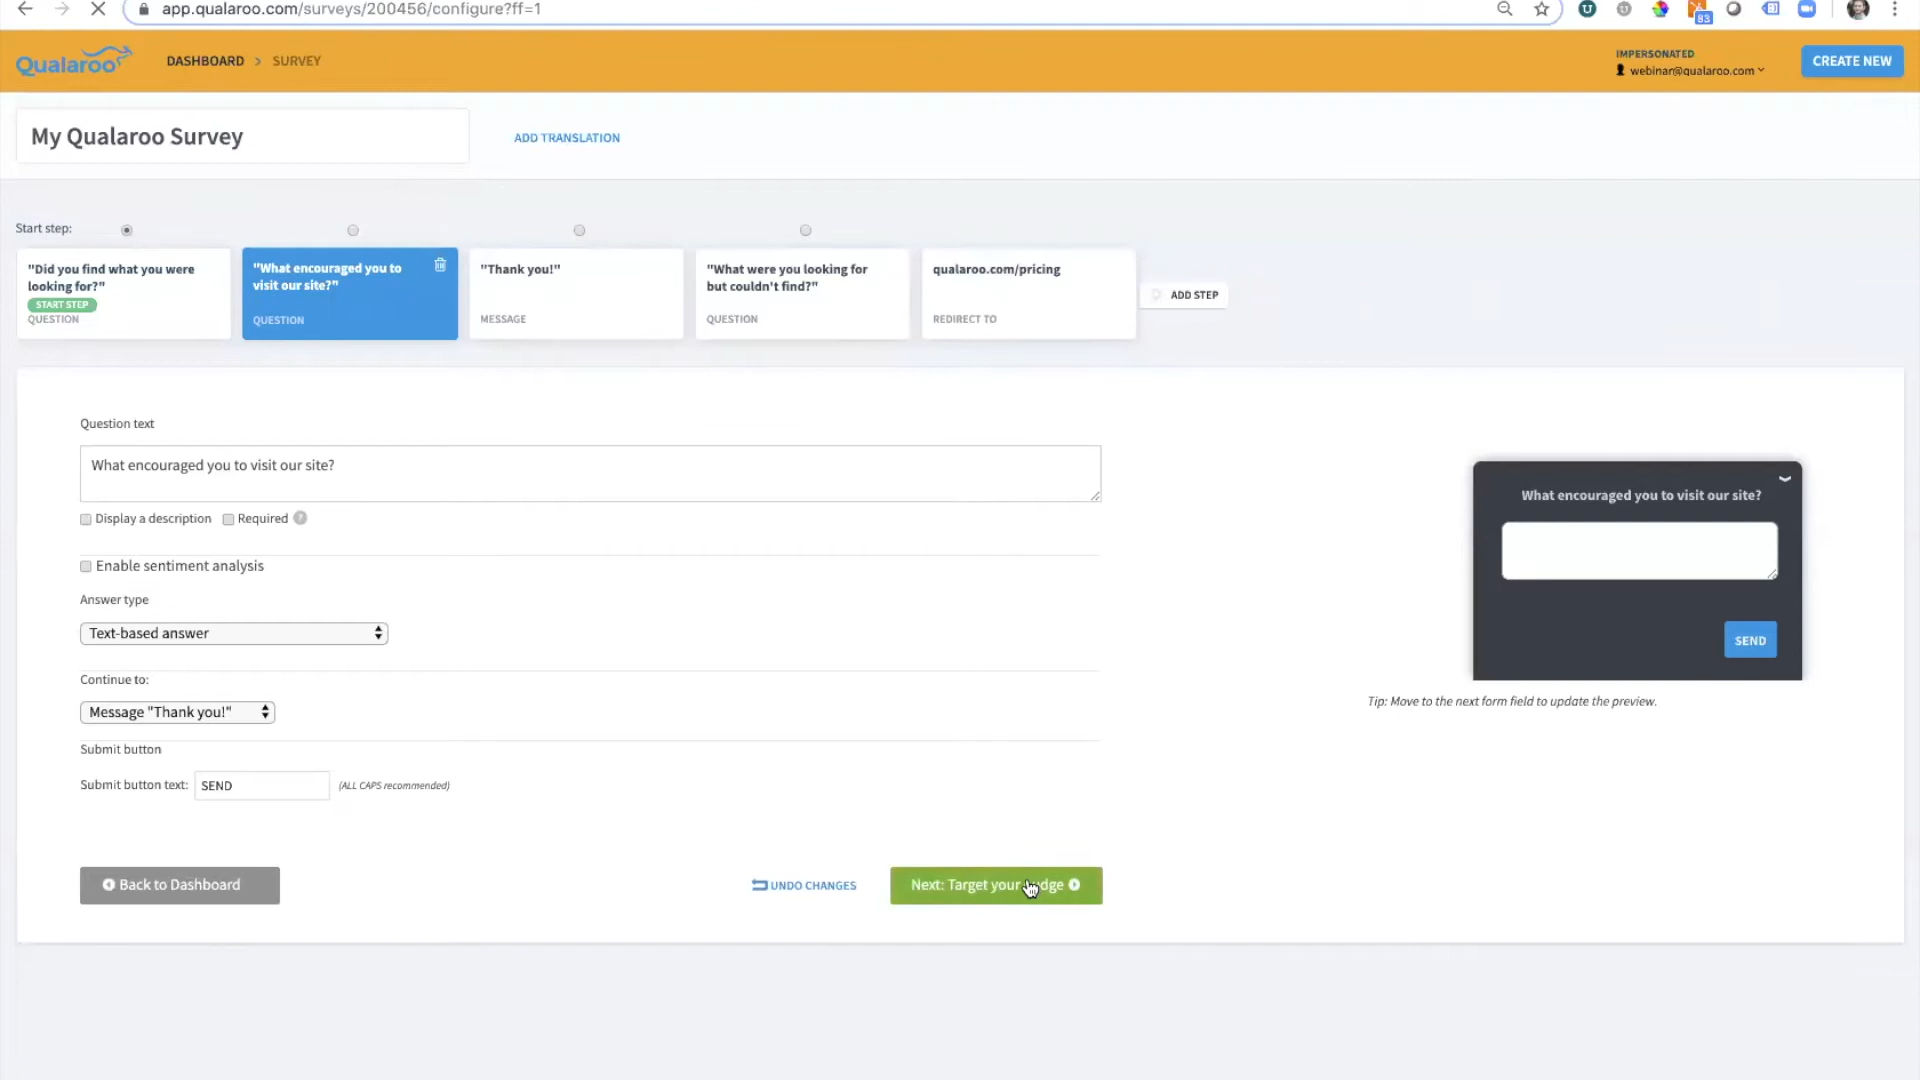 app.qualaroo.com/surveys/200456/configure?ff=1
83
Qualaroo
DASHBOARD > SURVEY
IMPERSONATED
webinar@qualaroo.com
CREATE NEW
My Qualaroo Survey
ADD TRANSLATION
Start step:
"Did you find what you were
looking for?"
START STEP
QUESTION
"What encouraged you to
visit our site?"
QUESTION
"Thank you!"
MESSAGE
"What were you looking for
but couldn't find?"
QUESTION
qualaroo.com/pricing
REDIRECT TO
ADD STEP
Question text
What encouraged you to visit our site?
Display a description
Required ?
Enable sentiment analysis
Answer type
Text-based answer
Continue to:
Message "Thank you!"
Submit button
Submit button text: SEND (ALL CAPS recommended)
Back to Dashboard
UNDO CHANGES
Next: Target your
What encouraged you to visit our site?
SEND
Tip: Move to the next form field to update the preview.